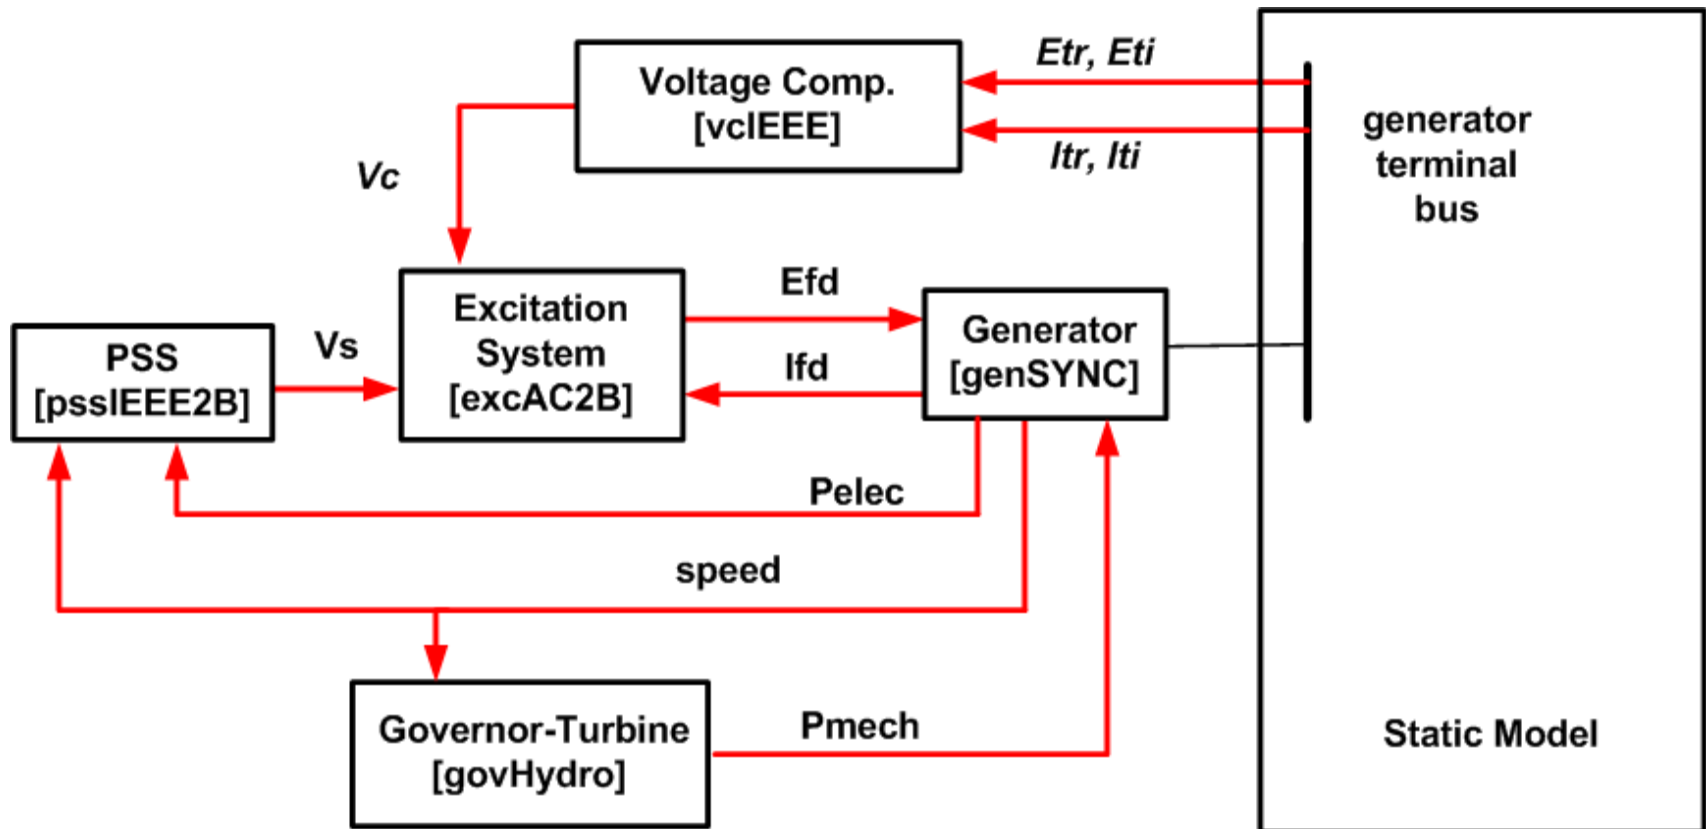 Voltage Comp.
[vcIEEE]
Etr, Eti
Itr, Iti
generator
terminal
bus
Vc
Excitation
System
[excAC2B]
Efd
Ifd
Generator
[genSYNC]
PSS
[pssIEEE2B]
Vs
Pelec
speed
Governor-Turbine
[govHydro]
Pmech
Static Model